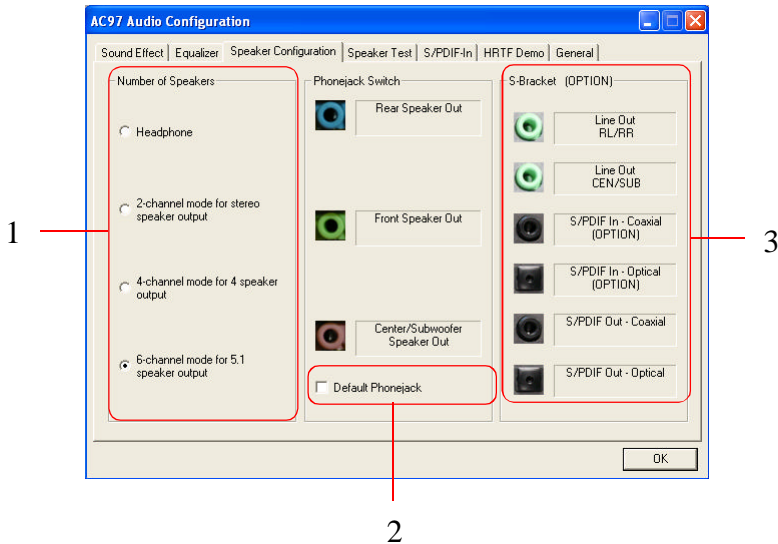 AC97 Audio Configuration
Sound Effect
Equalizer
Speaker Configuration
Speaker Test
S/PDIF-In
HRTF Demo
General
Number of Speakers
Headphone
2-channel mode for stereo
speaker output
4-channel mode for 4 speaker
output
6-channel mode for 5.1
speaker output
Phonejack Switch
Rear Speaker Out
Front Speaker Out
Center/Subwoofer
Speaker Out
Default Phonejack
S-Bracket (OPTION)
Line Out
RL/RR
Line Out
CEN/SUB
S/PDIF In - Coaxial
(OPTION)
S/PDIF In - Optical
(OPTION)
S/PDIF Out - Coaxial
S/PDIF Out - Optical
OK
1
2
3